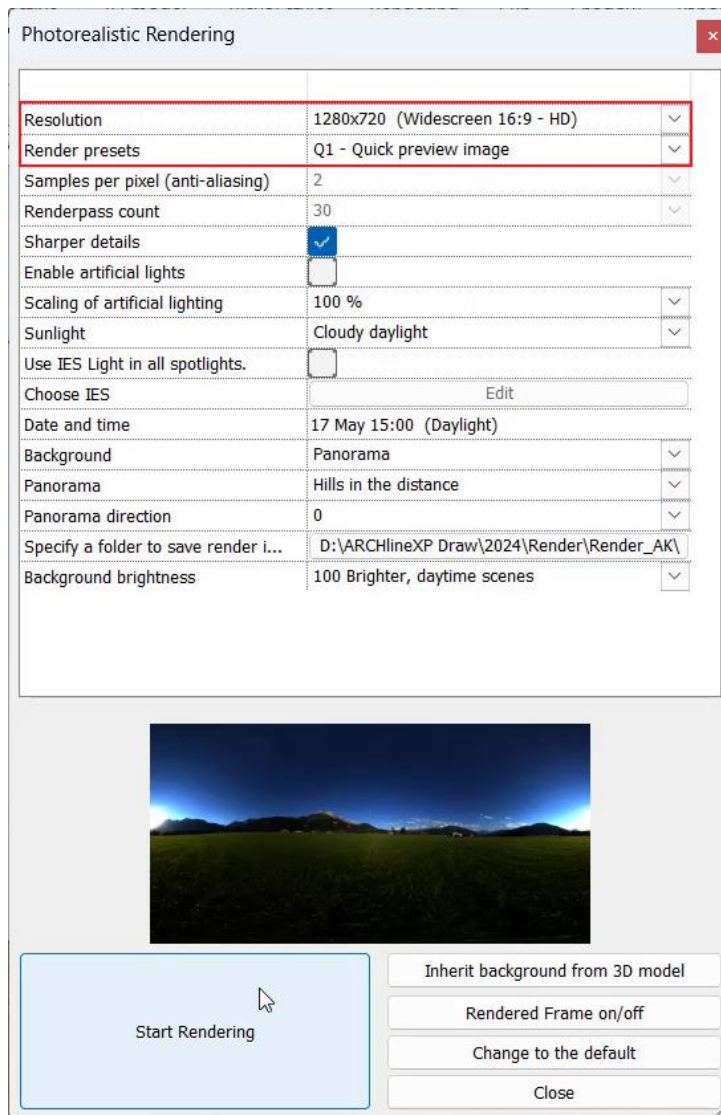 Photorealistic Rendering
Resolution 1280x720 (Widescreen 16:9 - HD)
Render presets Q1 - Quick preview image
Samples per pixel (anti-aliasing) 2
Renderpass count 30
Sharper details
Enable artificial lights
Scaling of artificial lighting 100 %
Sunlight Cloudy daylight
Use IES Light in all spotlights.
Choose IES Edit
Date and time 17 May 15:00 (Daylight)
Background Panorama
Panorama Hills in the distance
Panorama direction 0
Specify a folder to save render i... D:\ARCHlineXP Draw\2024\Render\Render_AK\
Background brightness 100 Brighter, daytime scenes
Start Rendering
Inherit background from 3D model
Rendered Frame on/off
Change to the default
Close